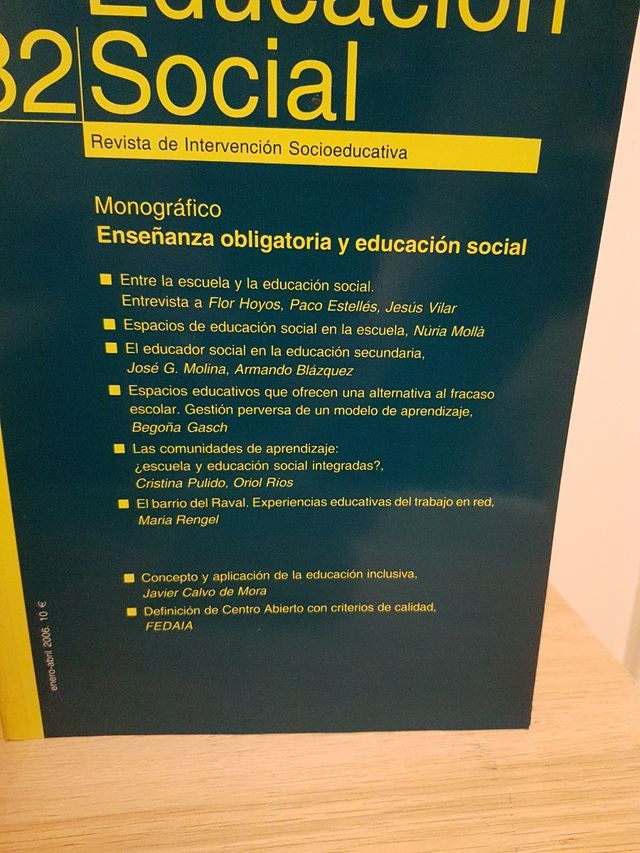 Educación
32 Social
Revista de Intervención Socioeducativa
Monográfico
Enseñanza obligatoria y educación social
Entre la escuela y la educación social.
Entrevista a Flor Hoyos, Paco Estellés, Jesús Vilar
Espacios de educación social en la escuela, Núria Mollà
El educador social en la educación secundaria,
José G. Molina, Armando Blázquez
Espacios educativos que ofrecen una alternativa al fracaso
escolar. Gestión perversa de un modelo de aprendizaje,
Begoña Gasch
Las comunidades de aprendizaje:
¿escuela y educación social integradas?,
Cristina Pulido, Oriol Rios
El barrio del Raval. Experiencias educativas del trabajo en red,
Maria Rengel
Concepto y aplicación de la educación inclusiva,
Javier Calvo de Mora
Definición de Centro Abierto con criterios de calidad,
FEDAIA
enero-abril 2006. 10 €